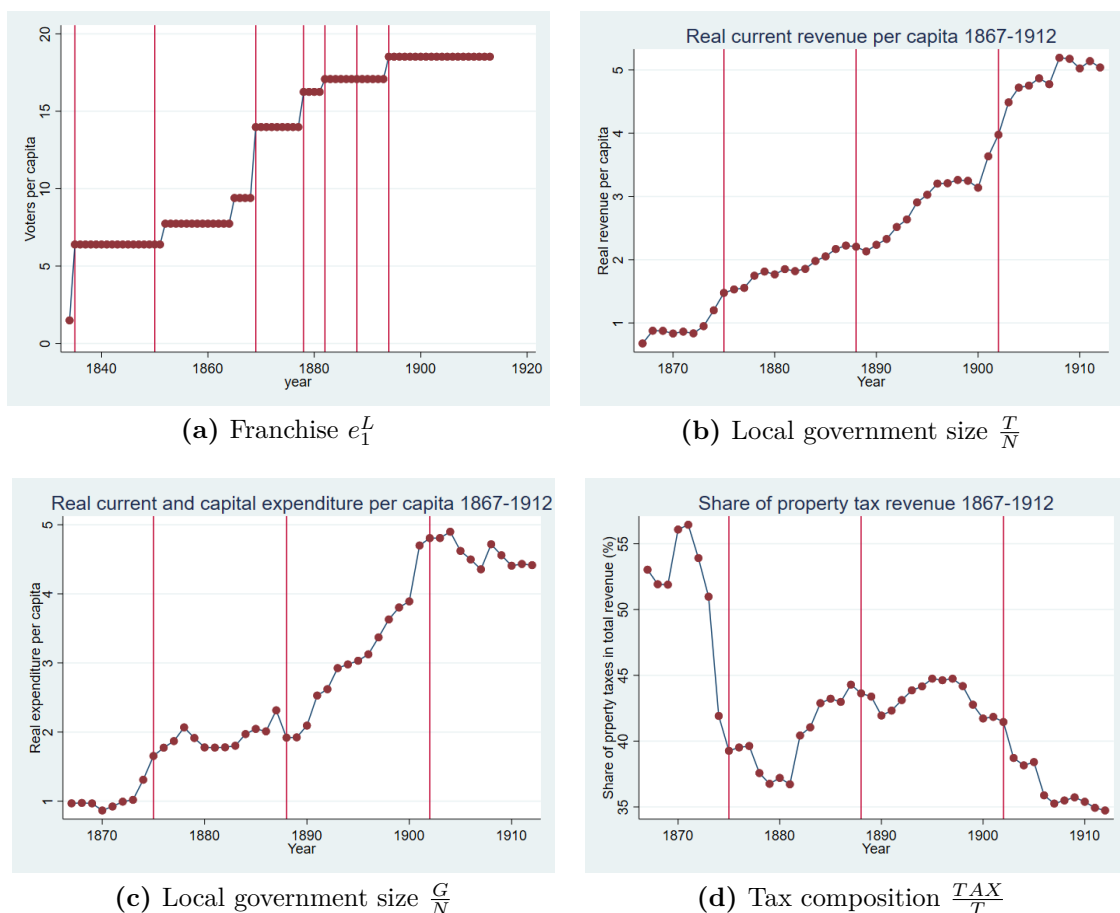 20
15
10
5
0
Voters per capita
1840
1860
1880
1900
1920
year
(a) Franchise e_1^L
Real current revenue per capita 1867-1912
5
4
3
2
1
Real revenue per capita
1870
1880
1890
1900
1910
Year
(b) Local government size T/N
Real current and capital expenditure per capita 1867-1912
5
4
3
2
1
Real expenditure per capita
1870
1880
1890
1900
1910
Year
(c) Local government size G/N
Share of property tax revenue 1867-1912
55
50
45
40
35
Share of prperty taxes in total revenue (%)
1870
1880
1890
1900
1910
Year
(d) Tax composition TAX/T